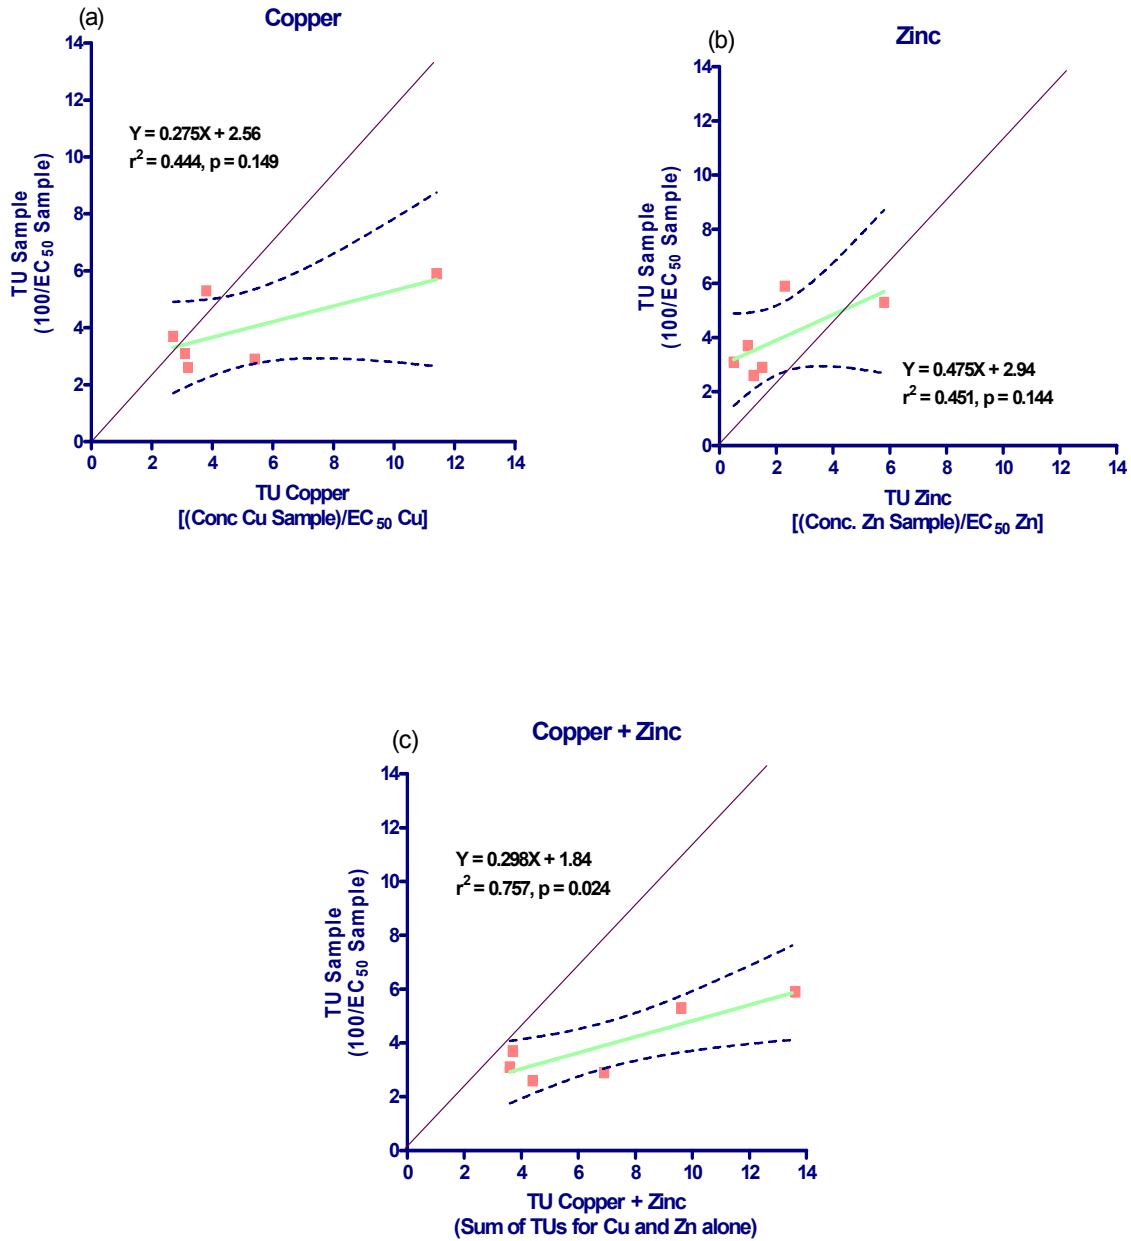 (a)
Copper
14
12
10
8
6
4
2
0
TU Sample
(100/EC50 Sample)
Y = 0.275X + 2.56
r2 = 0.444, p = 0.149
0 2 4 6 8 10 12 14
TU Copper
[(Conc Cu Sample)/EC50 Cu]
(b)
Zinc
14
12
10
8
6
4
2
0
TU Sample
(100/EC50 Sample)
Y = 0.475X + 2.94
r2 = 0.451, p = 0.144
0 2 4 6 8 10 12 14
TU Zinc
[(Conc. Zn Sample)/EC50 Zn]
(c)
Copper + Zinc
14
12
10
8
6
4
2
0
TU Sample
(100/EC50 Sample)
Y = 0.298X + 1.84
r2 = 0.757, p = 0.024
0 2 4 6 8 10 12 14
TU Copper + Zinc
(Sum of TUs for Cu and Zn alone)